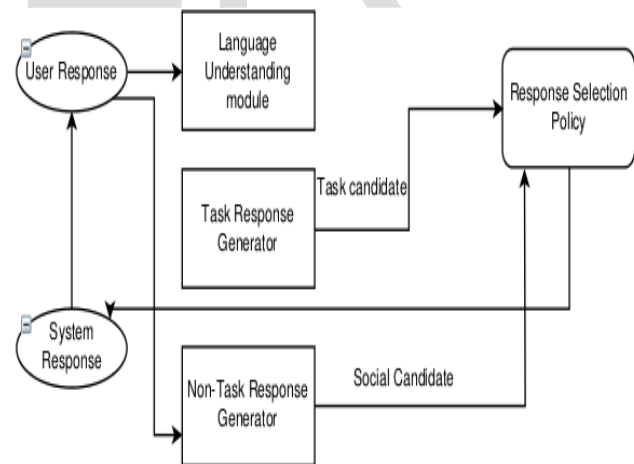 User Response
Language
Understanding
module
Response Selection
Policy
Task candidate
Task Response
Generator
System
Response
Non-Task Response
Generator
Social Candidate